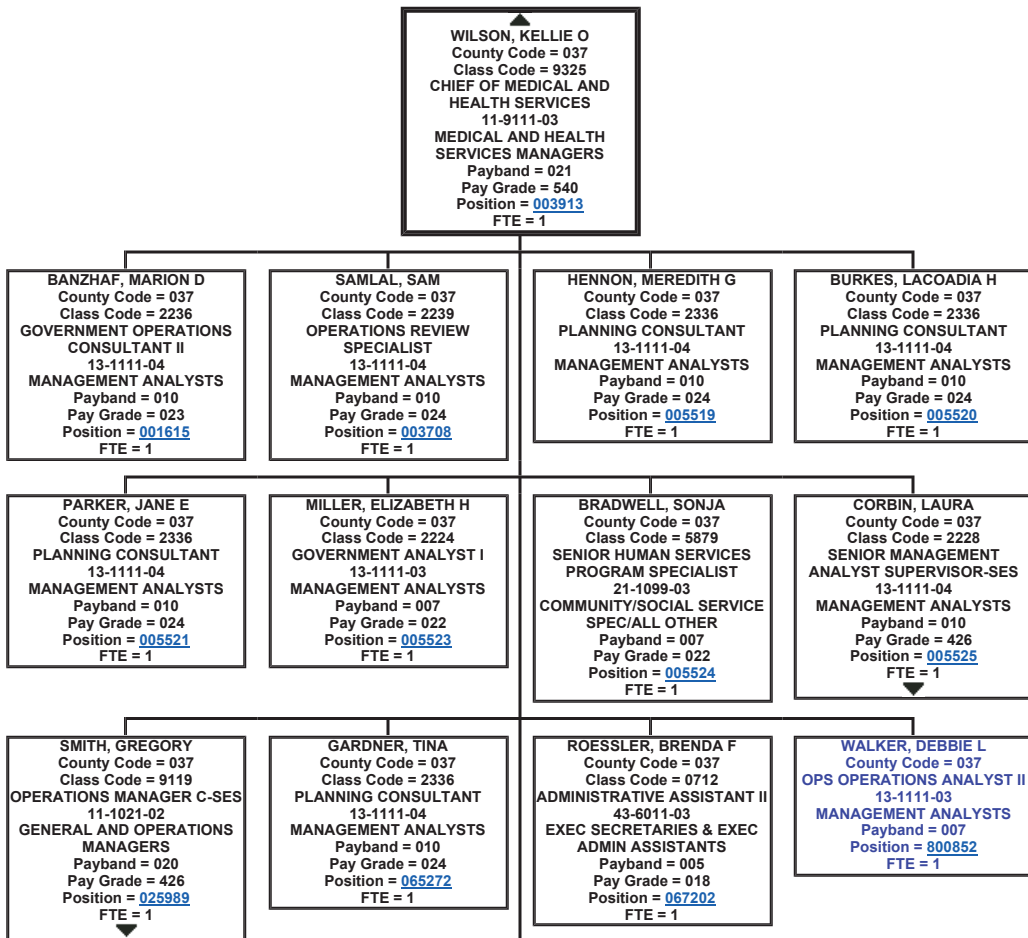 WILSON, KELLIE O
County Code = 037
Class Code = 9325
CHIEF OF MEDICAL AND
HEALTH SERVICES
11-9111-03
MEDICAL AND HEALTH
SERVICES MANAGERS
Payband = 021
Pay Grade = 540
Position = 003913
FTE = 1
BANZHAF, MARION D
County Code = 037
Class Code = 2236
GOVERNMENT OPERATIONS
CONSULTANT II
13-1111-04
MANAGEMENT ANALYSTS
Payband = 010
Pay Grade = 023
Position = 001615
FTE = 1
SAMLAL, SAM
County Code = 037
Class Code = 2239
OPERATIONS REVIEW
SPECIALIST
13-1111-04
MANAGEMENT ANALYSTS
Payband = 010
Pay Grade = 024
Position = 003708
FTE = 1
HENNON, MEREDITH G
County Code = 037
Class Code = 2336
PLANNING CONSULTANT
13-1111-04
MANAGEMENT ANALYSTS
Payband = 010
Pay Grade = 024
Position = 005519
FTE = 1
BURKES, LACOADIA H
County Code = 037
Class Code = 2336
PLANNING CONSULTANT
13-1111-04
MANAGEMENT ANALYSTS
Payband = 010
Pay Grade = 024
Position = 005520
FTE = 1
PARKER, JANE E
County Code = 037
Class Code = 2336
PLANNING CONSULTANT
13-1111-04
MANAGEMENT ANALYSTS
Payband = 010
Pay Grade = 024
Position = 005521
FTE = 1
MILLER, ELIZABETH H
County Code = 037
Class Code = 2224
GOVERNMENT ANALYST I
13-1111-03
MANAGEMENT ANALYSTS
Payband = 007
Pay Grade = 022
Position = 005523
FTE = 1
BRADWELL, SONJA
County Code = 037
Class Code = 5879
SENIOR HUMAN SERVICES
PROGRAM SPECIALIST
21-1099-03
COMMUNITY/SOCIAL SERVICE
SPEC/ALL OTHER
Payband = 007
Pay Grade = 022
Position = 005524
FTE = 1
CORBIN, LAURA
County Code = 037
Class Code = 2228
SENIOR MANAGEMENT
ANALYST SUPERVISOR-SES
13-1111-04
MANAGEMENT ANALYSTS
Payband = 010
Pay Grade = 426
Position = 005525
FTE = 1
SMITH, GREGORY
County Code = 037
Class Code = 9119
OPERATIONS MANAGER C-SES
11-1021-02
GENERAL AND OPERATIONS
MANAGERS
Payband = 020
Pay Grade = 426
Position = 025989
FTE = 1
GARDNER, TINA
County Code = 037
Class Code = 2336
PLANNING CONSULTANT
13-1111-04
MANAGEMENT ANALYSTS
Payband = 010
Pay Grade = 024
Position = 065272
FTE = 1
ROESSLER, BRENDA F
County Code = 037
Class Code = 0712
ADMINISTRATIVE ASSISTANT II
43-6011-03
EXEC SECRETARIES & EXEC
ADMIN ASSISTANTS
Payband = 005
Pay Grade = 018
Position = 067202
FTE = 1
WALKER, DEBBIE L
County Code = 037
OPS OPERATIONS ANALYST II
13-1111-03
MANAGEMENT ANALYSTS
Payband = 007
Position = 800852
FTE = 1